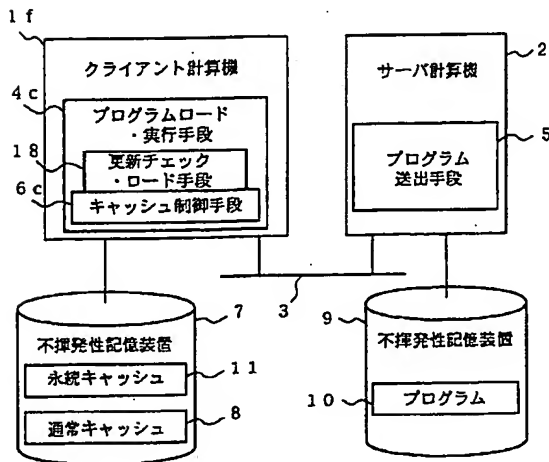 1f
クライアント計算機
4c
プログラムロード
・実行手段
18
更新チェック
・ロード手段
6c
キャッシュ制御手段
2
サーバ計算機
5
プログラム
送出手段
3
7
不揮発性記憶装置
永続キャッシュ
11
通常キャッシュ
8
9
不揮発性記憶装置
10
プログラム